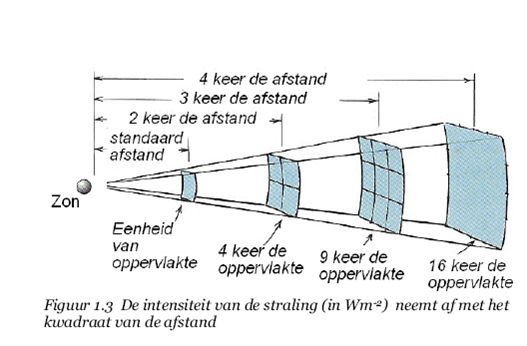 4 keer de afstand
3 keer de afstand
2 keer de afstand
standaard
afstand
Zon
Eenheid
van
oppervlakte
4 keer de
oppervlakte
9 keer de
oppervlakte
16 keer de
oppervlakte
Figuur 1.3 De intensiteit van de straling (in Wm⁻²) neemt af met het
kwadraat van de afstand